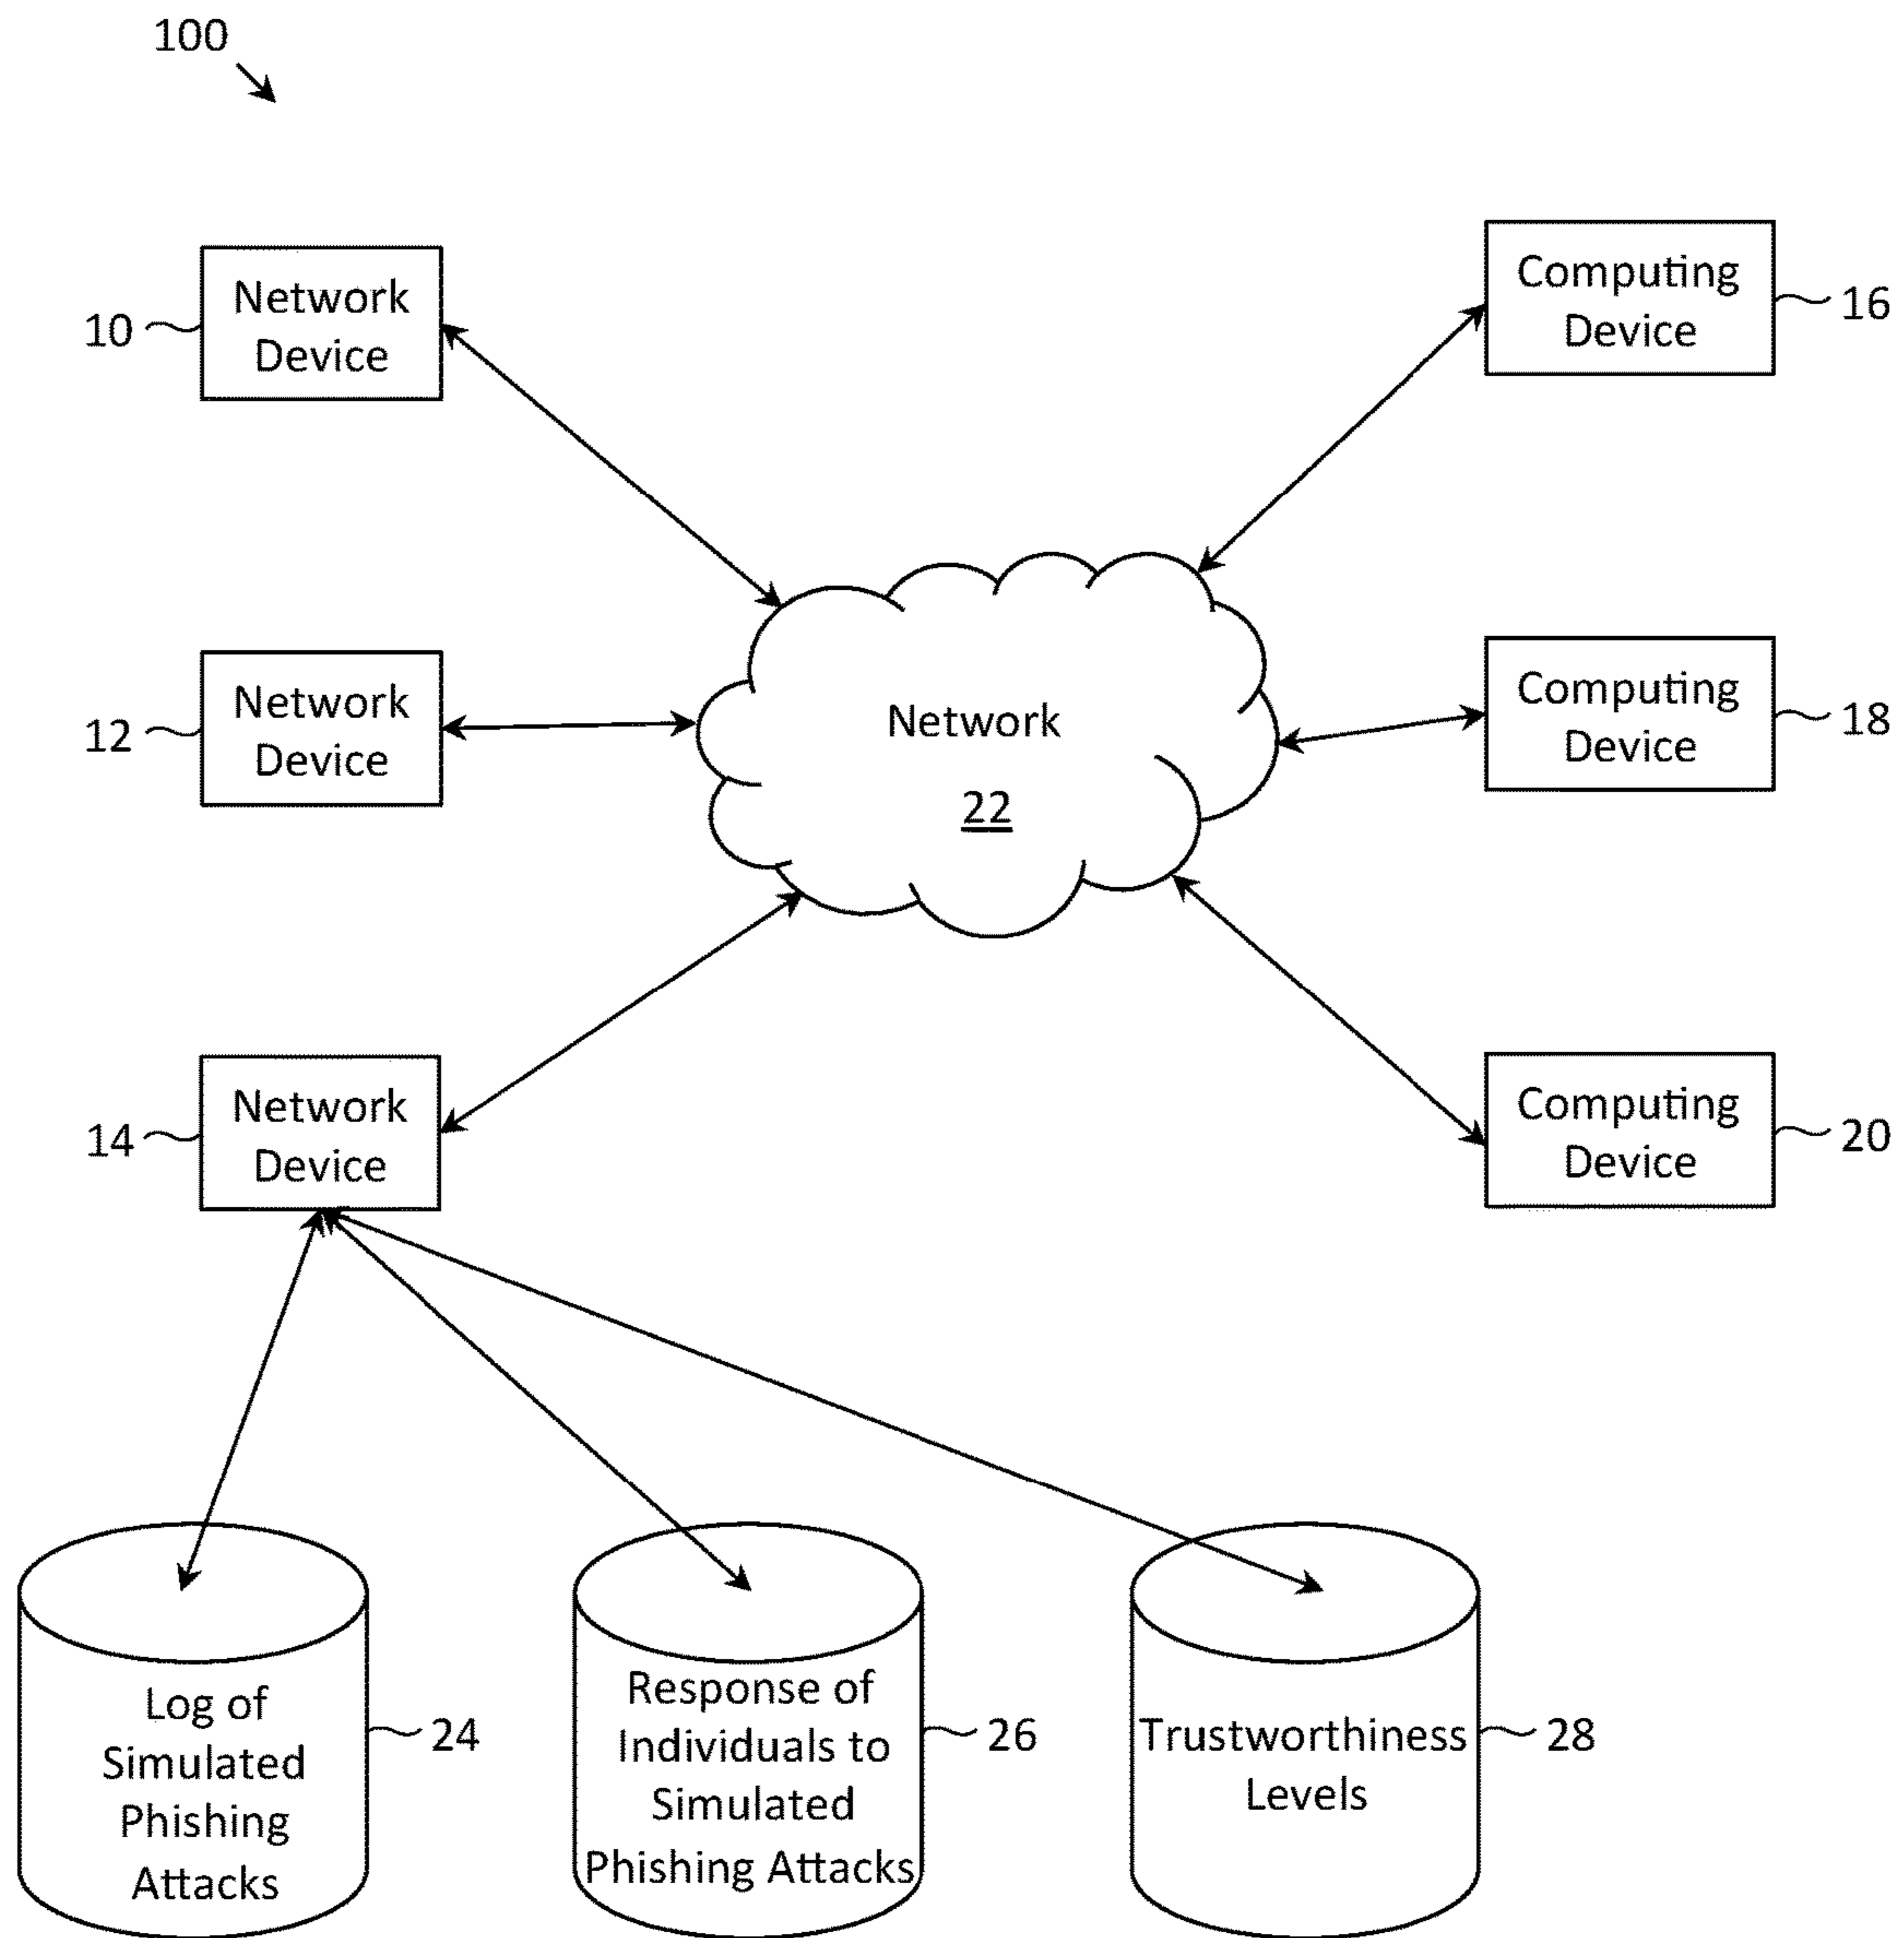 100
Network
Device
10
Computing
Device
16
Network
Device
12
Network
22
Computing
Device
18
Network
Device
14
Computing
Device
20
Log of
Simulated
Phishing
Attacks
24
Response of
Individuals to
Simulated
Phishing Attacks
26
Trustworthiness
Levels
28